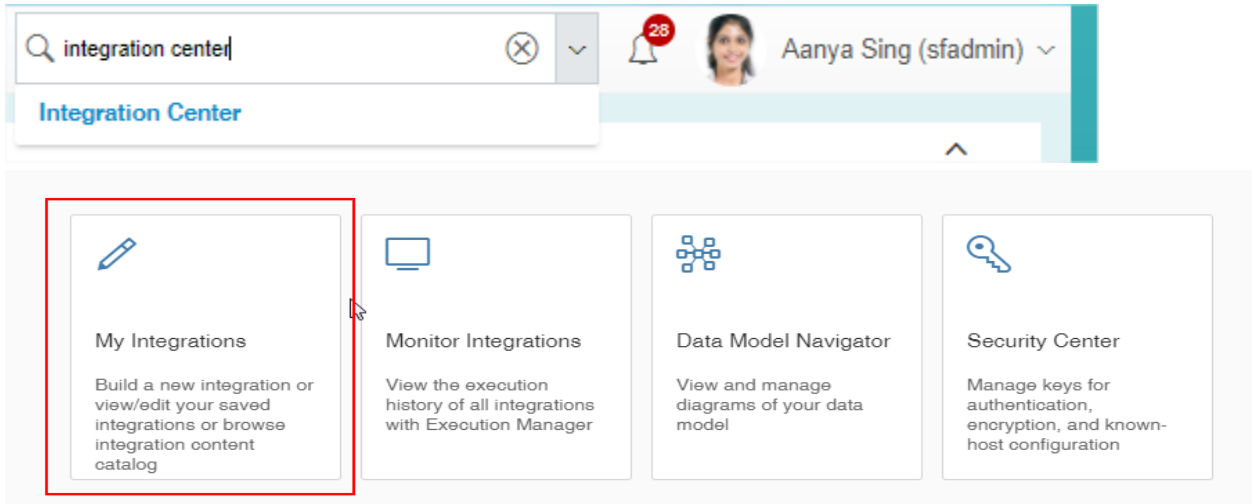 integration center
28
Aanya Sing (sfadmin)
Integration Center
My Integrations
Build a new integration or
view/edit your saved
integrations or browse
integration content
catalog
Monitor Integrations
View the execution
history of all integrations
with Execution Manager
Data Model Navigator
View and manage
diagrams of your data
model
Security Center
Manage keys for
authentication,
encryption, and known-
host configuration